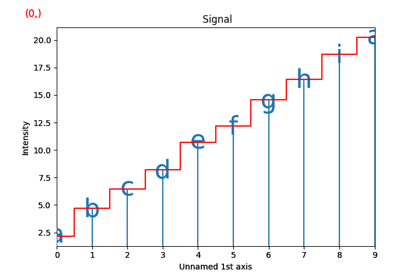 (0,)
Signal
20.0
17.5
15.0
12.5
10.0
7.5
5.0
2.5
Intensity
a
b
c
d
e
f
g
h
i
a
0 1 2 3 4 5 6 7 8 9
Unnamed 1st axis